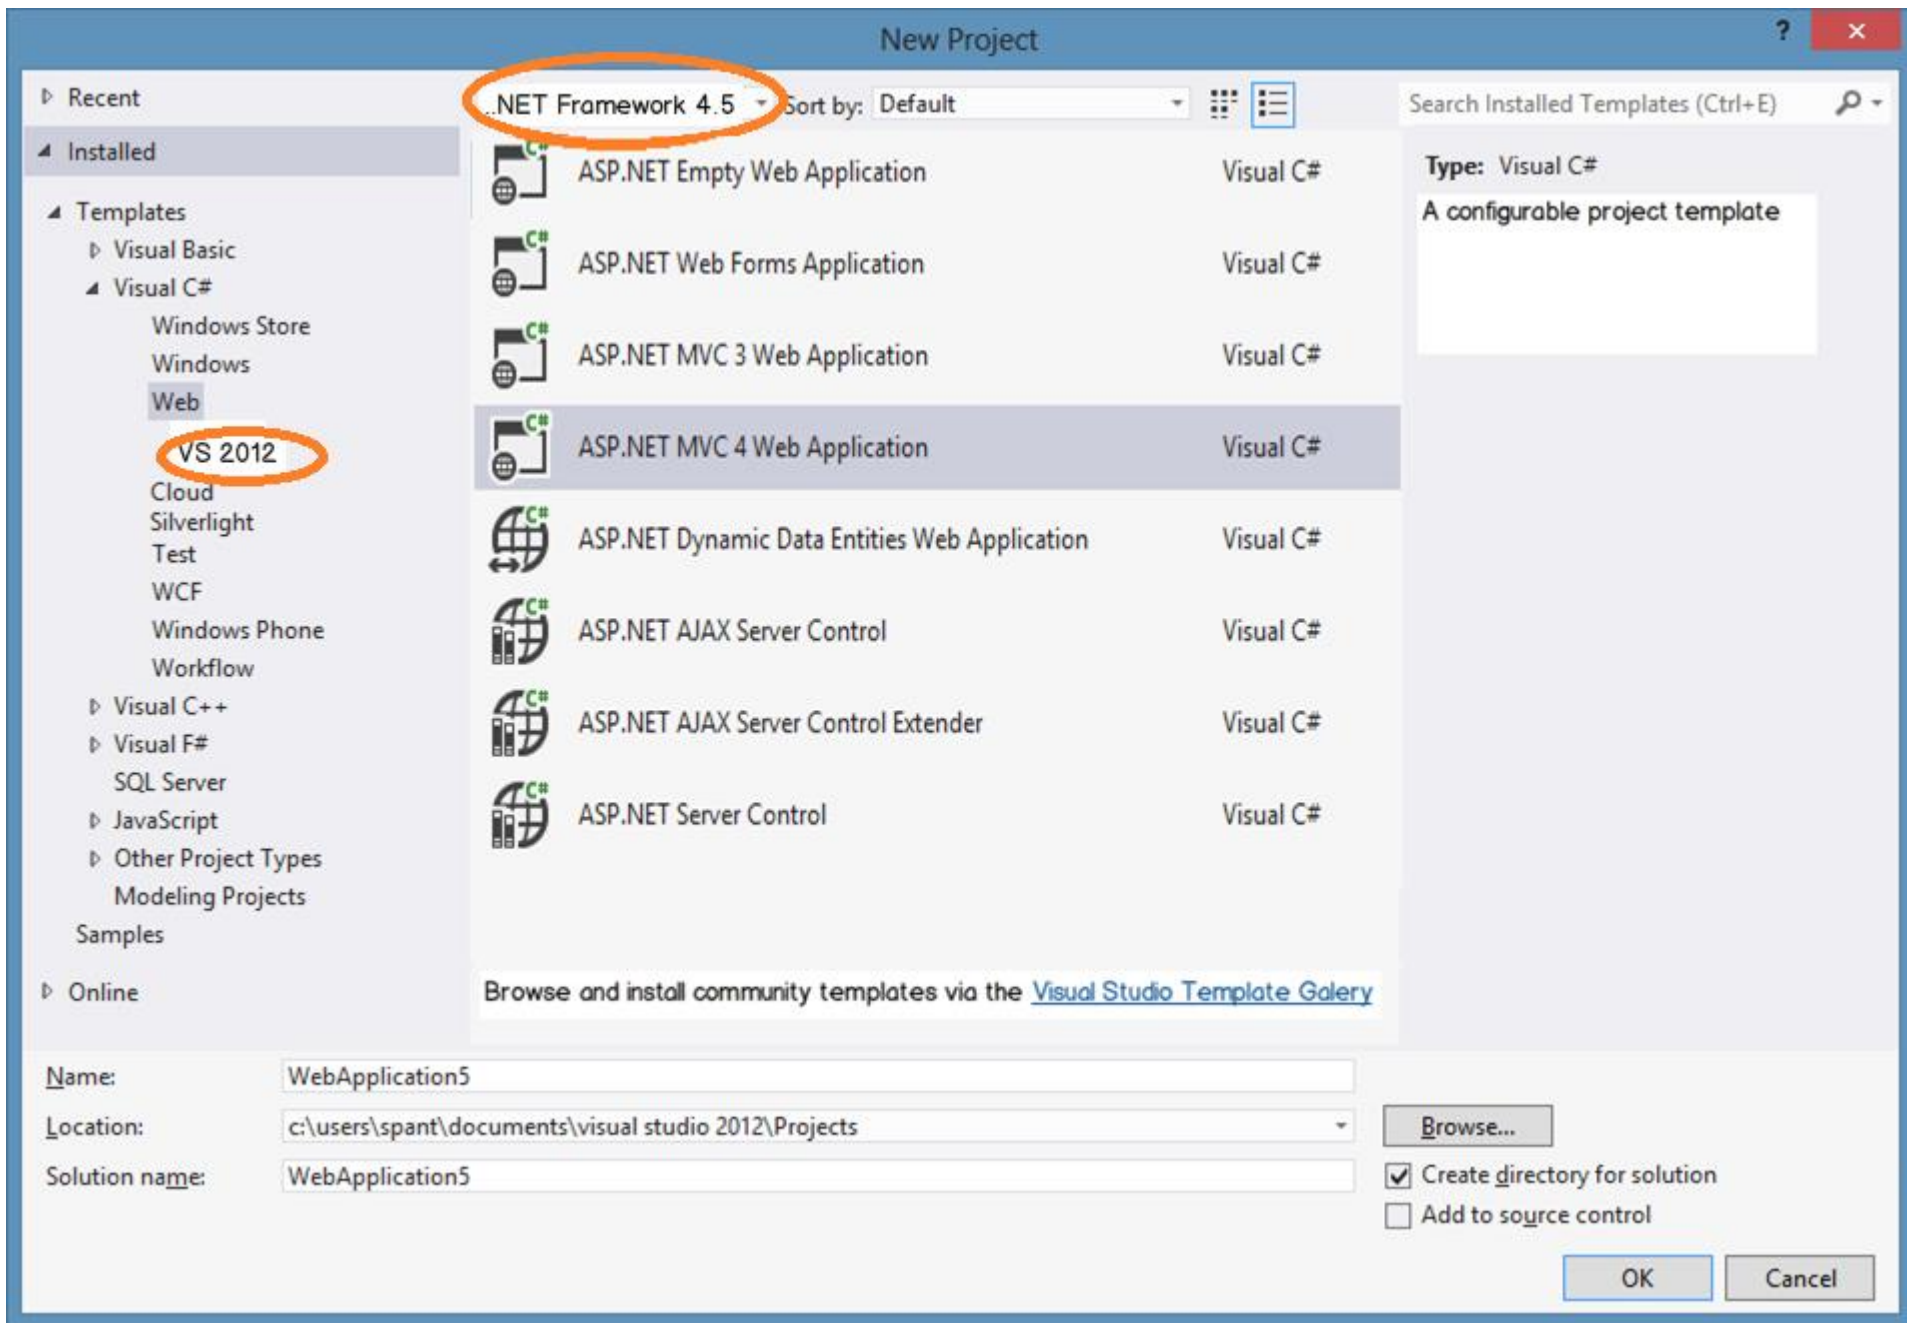 New Project
?
Recent
Installed
Templates
Visual Basic
Visual C#
Windows Store
Windows
Web
VS 2012
Cloud
Silverlight
Test
WCF
Windows Phone
Workflow
Visual C++
Visual F#
SQL Server
JavaScript
Other Project Types
Modeling Projects
Samples
Online
..NET Framework 4.5 Sort by: Default
ASP.NET Empty Web Application Visual C#
ASP.NET Web Forms Application Visual C#
ASP.NET MVC 3 Web Application Visual C#
ASP.NET MVC 4 Web Application Visual C#
ASP.NET Dynamic Data Entities Web Application Visual C#
ASP.NET AJAX Server Control Visual C#
ASP.NET AJAX Server Control Extender Visual C#
ASP.NET Server Control Visual C#
Browse and install community templates via the Visual Studio Template Galery
Search Installed Templates (Ctrl+E)
Type: Visual C#
A configurable project template
Name: WebApplication5
Location: c:\users\spant\documents\visual studio 2012\Projects
Browse...
Solution name: WebApplication5
Create directory for solution
Add to source control
OK Cancel